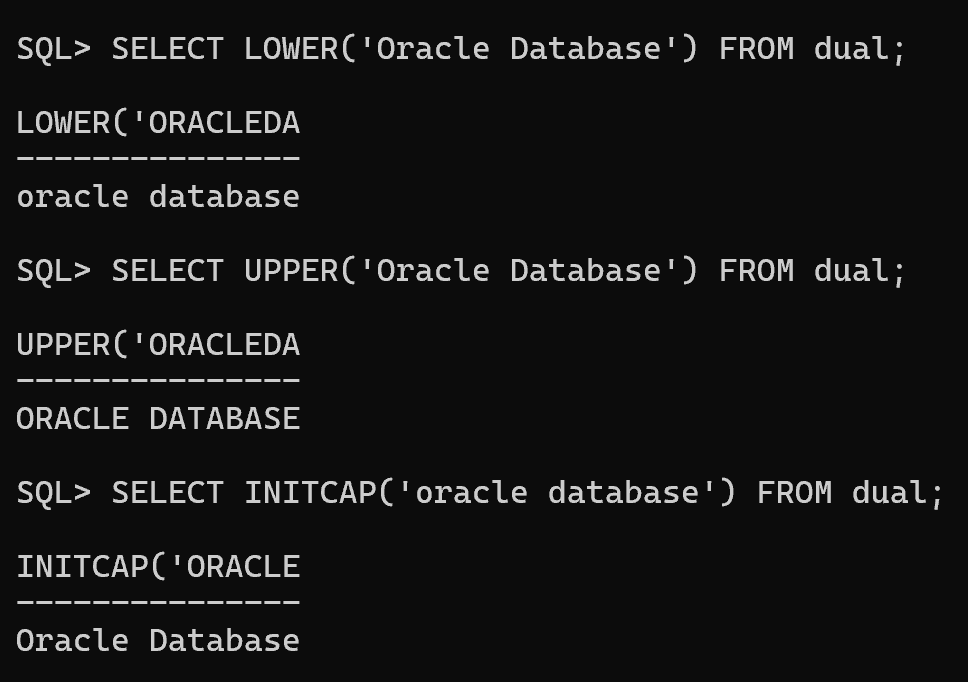 SQL> SELECT LOWER('Oracle Database') FROM dual;
LOWER('ORACLEDA
---------------
oracle database
SQL> SELECT UPPER('Oracle Database') FROM dual;
UPPER('ORACLEDA
---------------
ORACLE DATABASE
SQL> SELECT INITCAP('oracle database') FROM dual;
INITCAP('ORACLE
---------------
Oracle Database